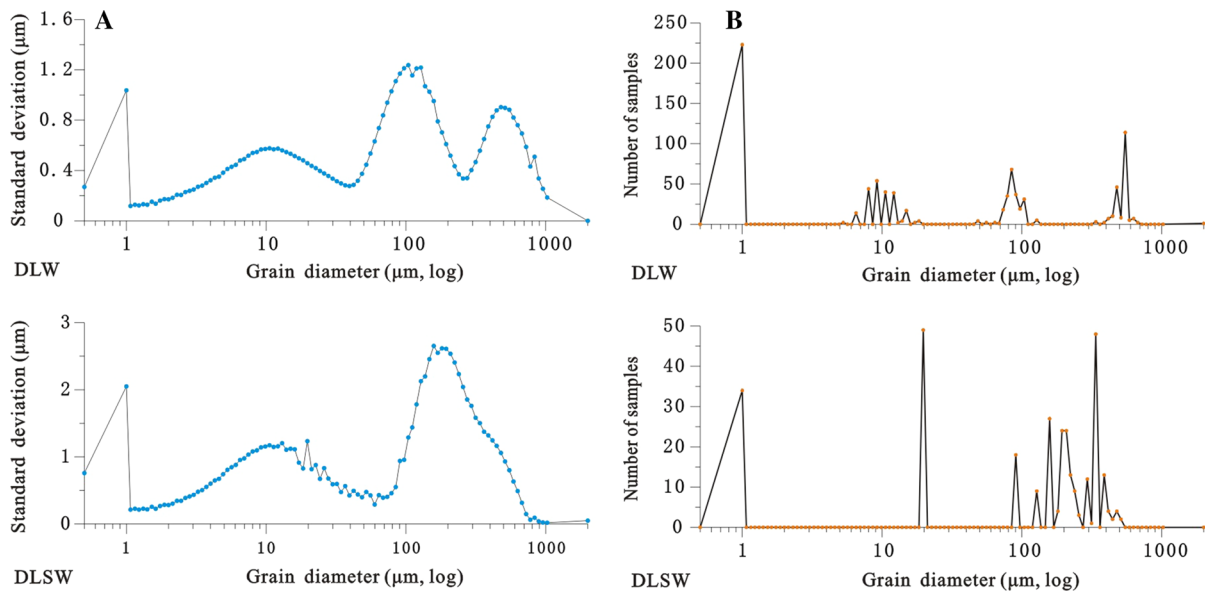 A
Standard deviation (μm)
1.6
1.2
0.8
0.4
0
1 10 100 1000
DLW
Grain diameter (μm, log)
B
Number of samples
250
200
150
100
50
0
1 10 100 1000
DLW
Grain diameter (μm, log)
Standard deviation (μm)
3
2
1
0
1 10 100 1000
DLSW
Grain diameter (μm, log)
Number of samples
50
40
30
20
10
0
1 10 100 1000
DLSW
Grain diameter (μm, log)